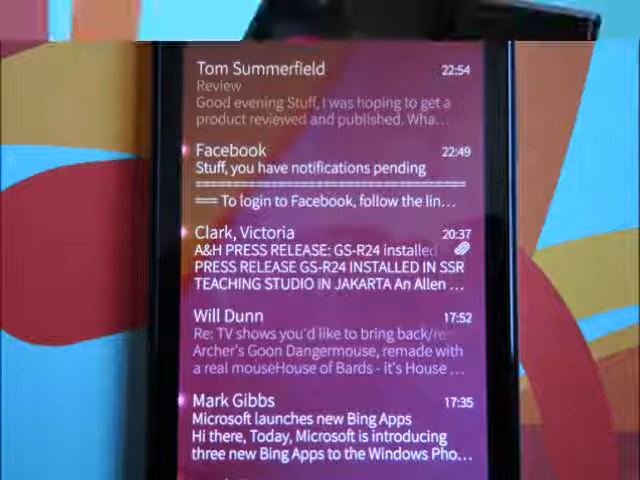 Tom Summerfield 22:54
Review
Good evening Stuff, I was hoping to get a
product reviewed and published. Wha...
Facebook 22:49
Stuff, you have notifications pending
========================================
=== To login to Facebook, follow the lin...
Clark, Victoria 20:37
A&H PRESS RELEASE: GS-R24 installed
PRESS RELEASE GS-R24 INSTALLED IN SSR
TEACHING STUDIO IN JAKARTA An Allen ...
Will Dunn 17:52
Re: TV shows you'd like to bring back/re
Archer's Goon Dangermouse, remade with
a real mouseHouse of Bards - it's House ...
Mark Gibbs 17:35
Microsoft launches new Bing Apps
Hi there, Today, Microsoft is introducing
three new Bing Apps to the Windows Pho...